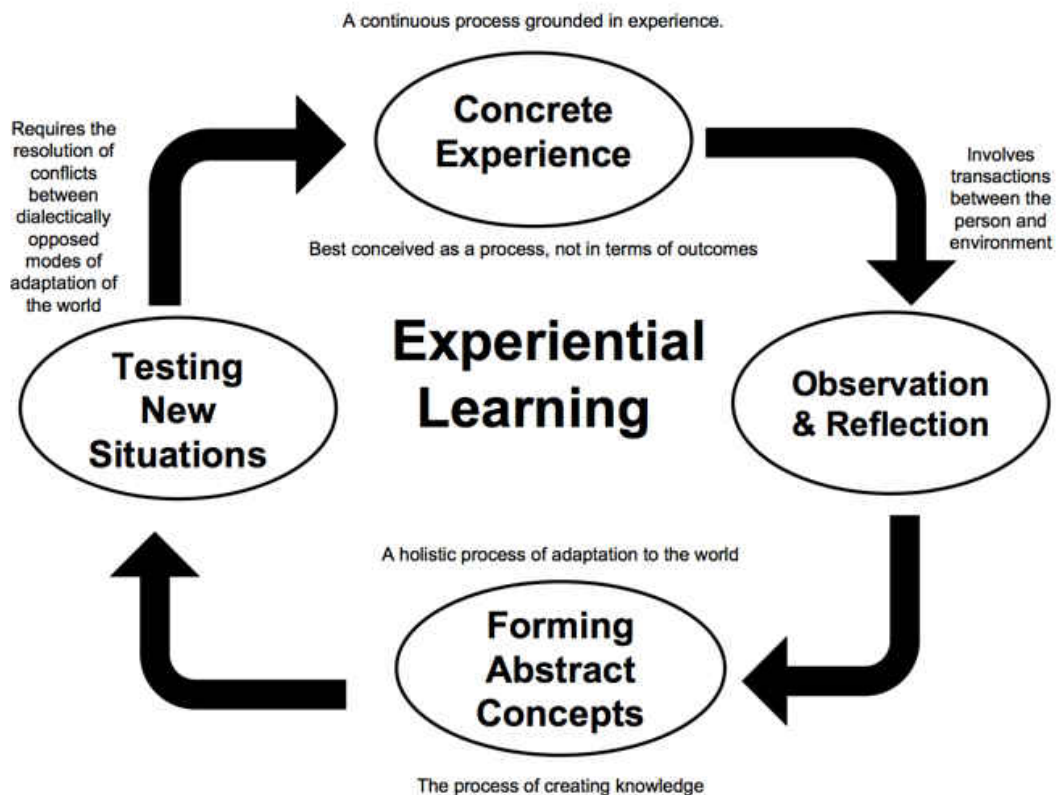 A continuous process grounded in experience.
Concrete
Experience
Requires the
resolution of
conflicts
between
dialectically
opposed
modes of
adaptation of
the world
Involves
transactions
between the
person and
environment
Best conceived as a process, not in terms of outcomes
Experiential
Learning
Testing
New
Situations
Observation
& Reflection
A holistic process of adaptation to the world
Forming
Abstract
Concepts
The process of creating knowledge